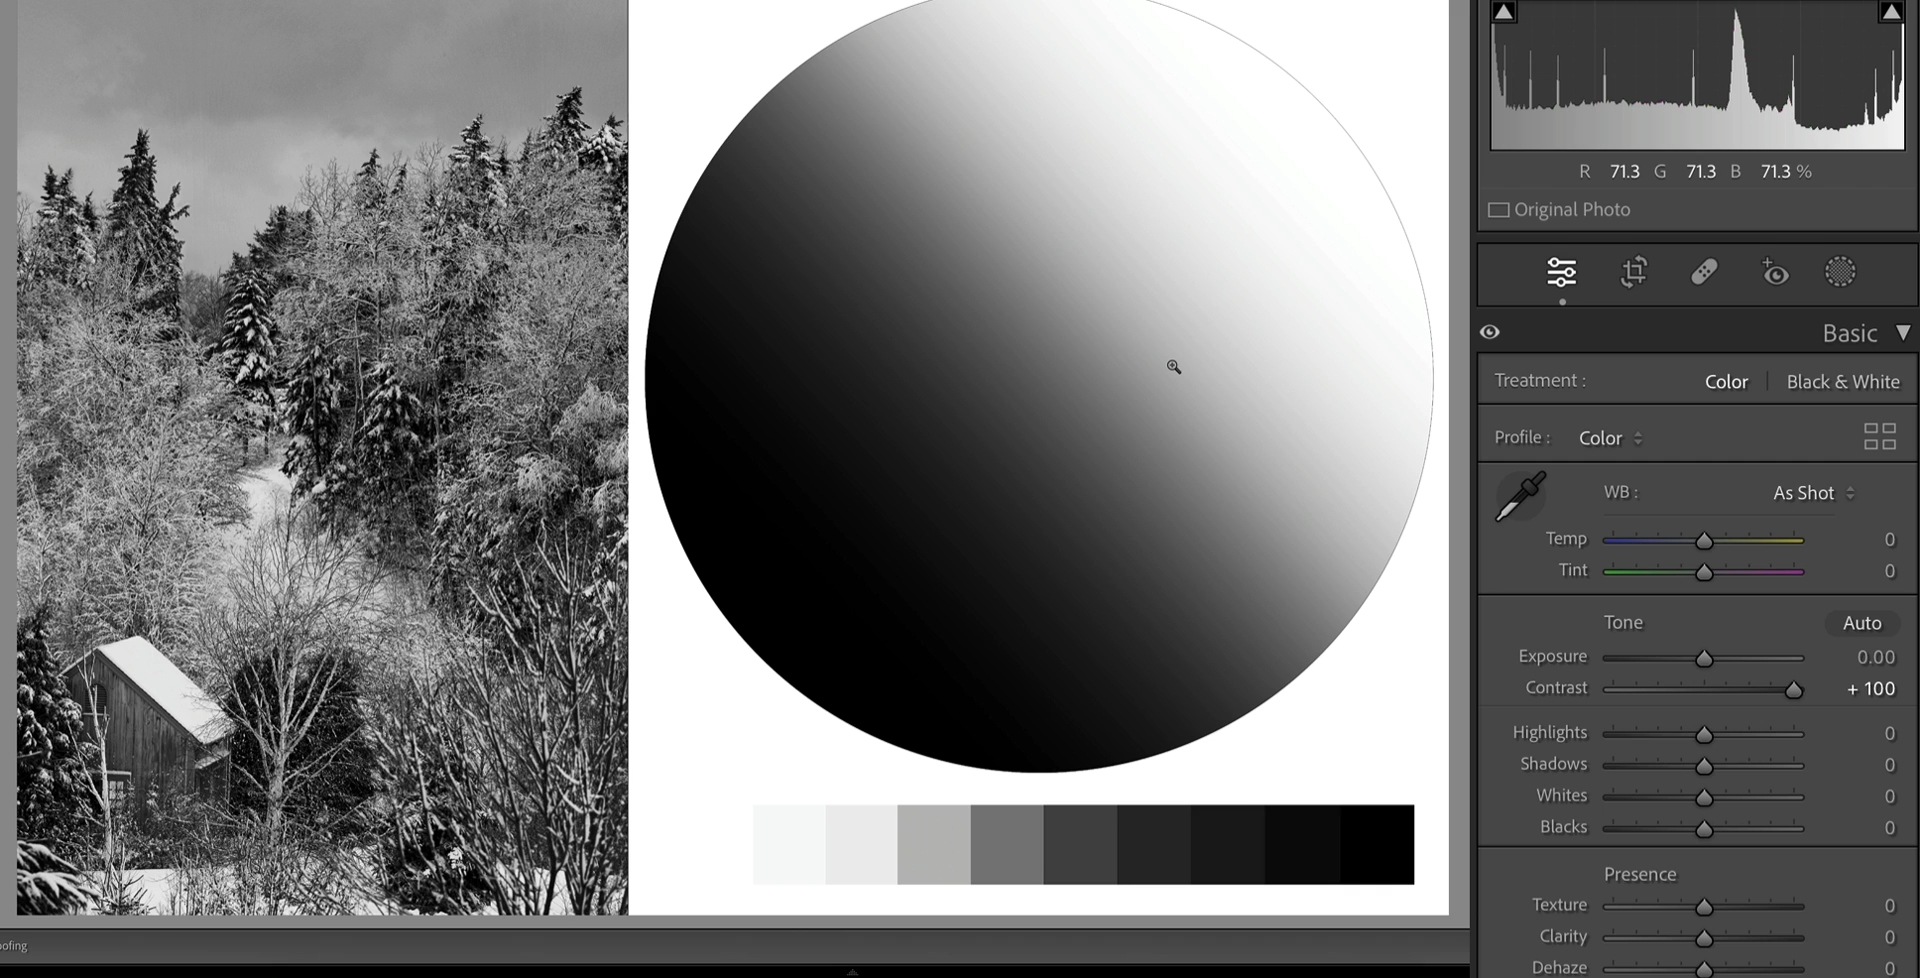 R 71.3 G 71.3 B 71.3 %
Original Photo
Basic
Treatment : Color Black & White
Profile : Color
WB : As Shot
Temp 0
Tint 0
Tone Auto
Exposure 0.00
Contrast + 100
Highlights 0
Shadows 0
Whites 0
Blacks 0
Presence
Texture 0
Clarity 0
Dehaze 0
oofing